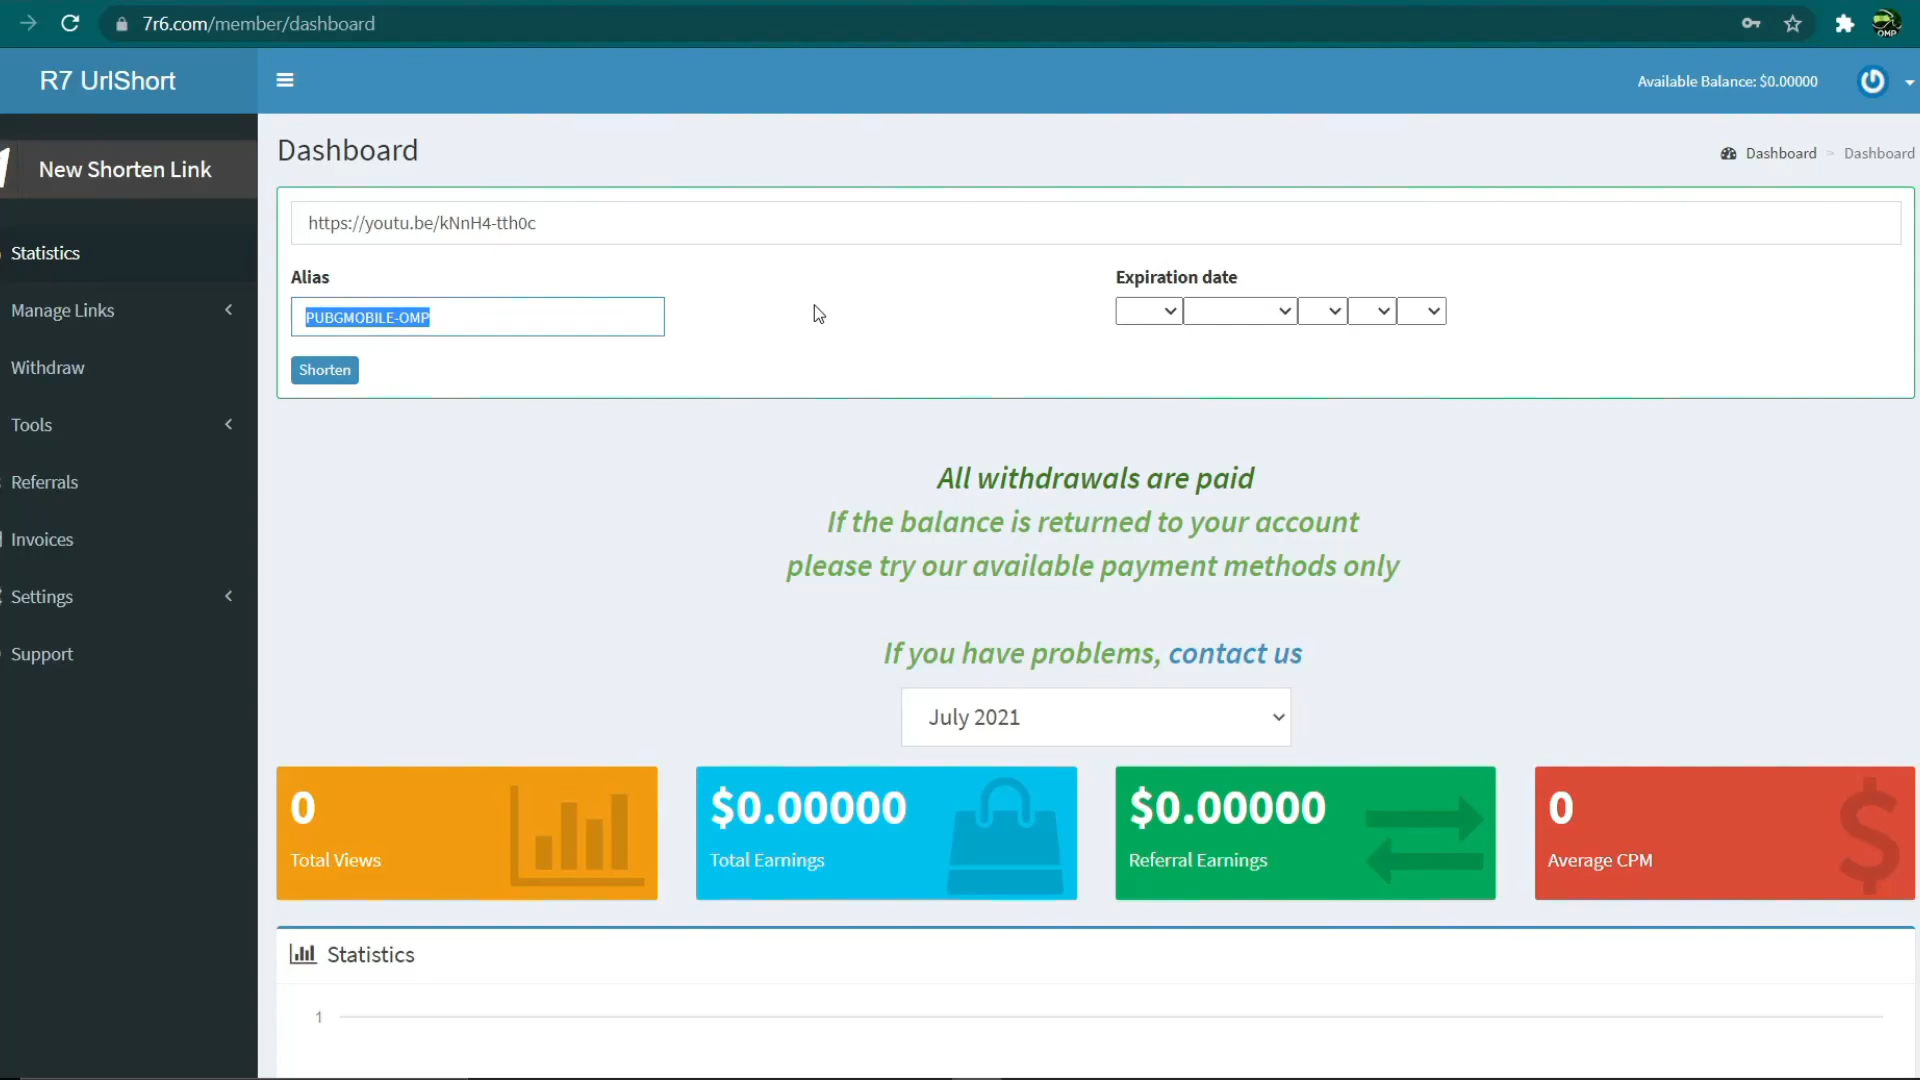 7r6.com/member/dashboard
OMP
R7 UrlShort
Available Balance: $0.00000
New Shorten Link
Dashboard
Dashboard
Dashboard
https://youtu.be/kNnH4-tth0c
Statistics
Alias
Expiration date
Manage Links
PUBGMOBILE-OMP
Withdraw
Shorten
Tools
Referrals
Invoices
Settings
Support
All withdrawals are paid
If the balance is returned to your account
please try our available payment methods only
If you have problems, contact us
July 2021
0
Total Views
$0.00000
Total Earnings
$0.00000
Referral Earnings
0
Average CPM
Statistics
1